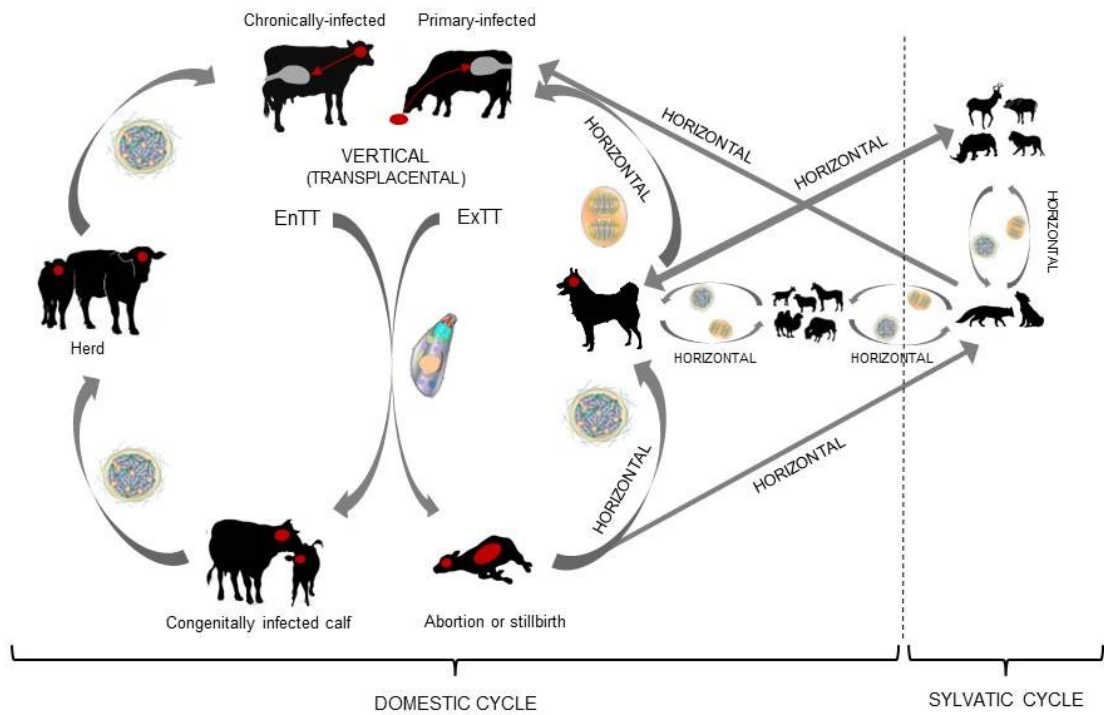 Chronically-infected
Primary-infected
VERTICAL
(TRANSPLACENTAL)
EnTT
ExTT
HORIZONTAL
HORIZONTAL
HORIZONTAL
HORIZONTAL
Herd
HORIZONTAL
HORIZONTAL
HORIZONTAL
HORIZONTAL
Congenitally infected calf
Abortion or stillbirth
DOMESTIC CYCLE
SYLVATIC CYCLE